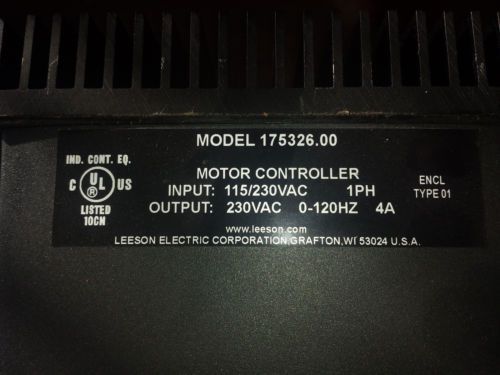 MODEL 175326.00
IND. CONT. EQ.
C UL US
LISTED
10CN
MOTOR CONTROLLER
INPUT: 115/230VAC 1PH
OUTPUT: 230VAC 0-120HZ 4A
ENCL
TYPE 01
www.leeson.com
LEESON ELECTRIC CORPORATION,GRAFTON,WI 53024 U.S.A.